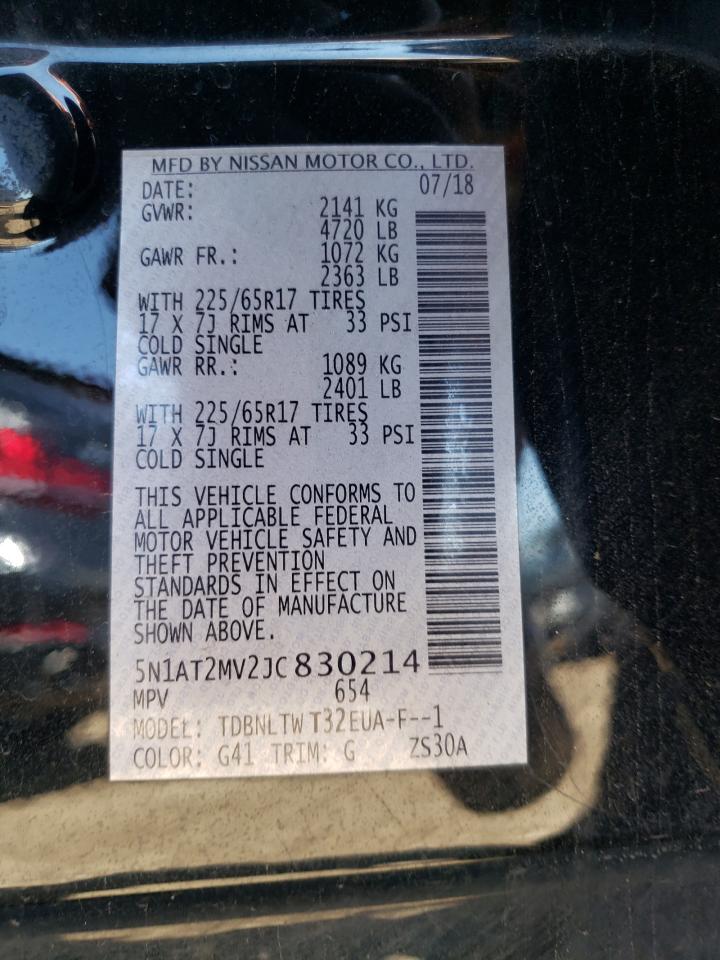 MFD BY NISSAN MOTOR CO., LTD.
DATE: 07/18
GVWR: 2141 KG
4720 LB
GAWR FR.: 1072 KG
2363 LB
WITH 225/65R17 TIRES
17 X 7J RIMS AT 33 PSI
COLD SINGLE
GAWR RR.: 1089 KG
2401 LB
WITH 225/65R17 TIRES
17 X 7J RIMS AT 33 PSI
COLD SINGLE
THIS VEHICLE CONFORMS TO
ALL APPLICABLE FEDERAL
MOTOR VEHICLE SAFETY AND
THEFT PREVENTION
STANDARDS IN EFFECT ON
THE DATE OF MANUFACTURE
SHOWN ABOVE.
5N1AT2MV2JC830214
MPV 654
MODEL: TDBNLTW T32EUA-F--1
COLOR: G41 TRIM: G ZS30A